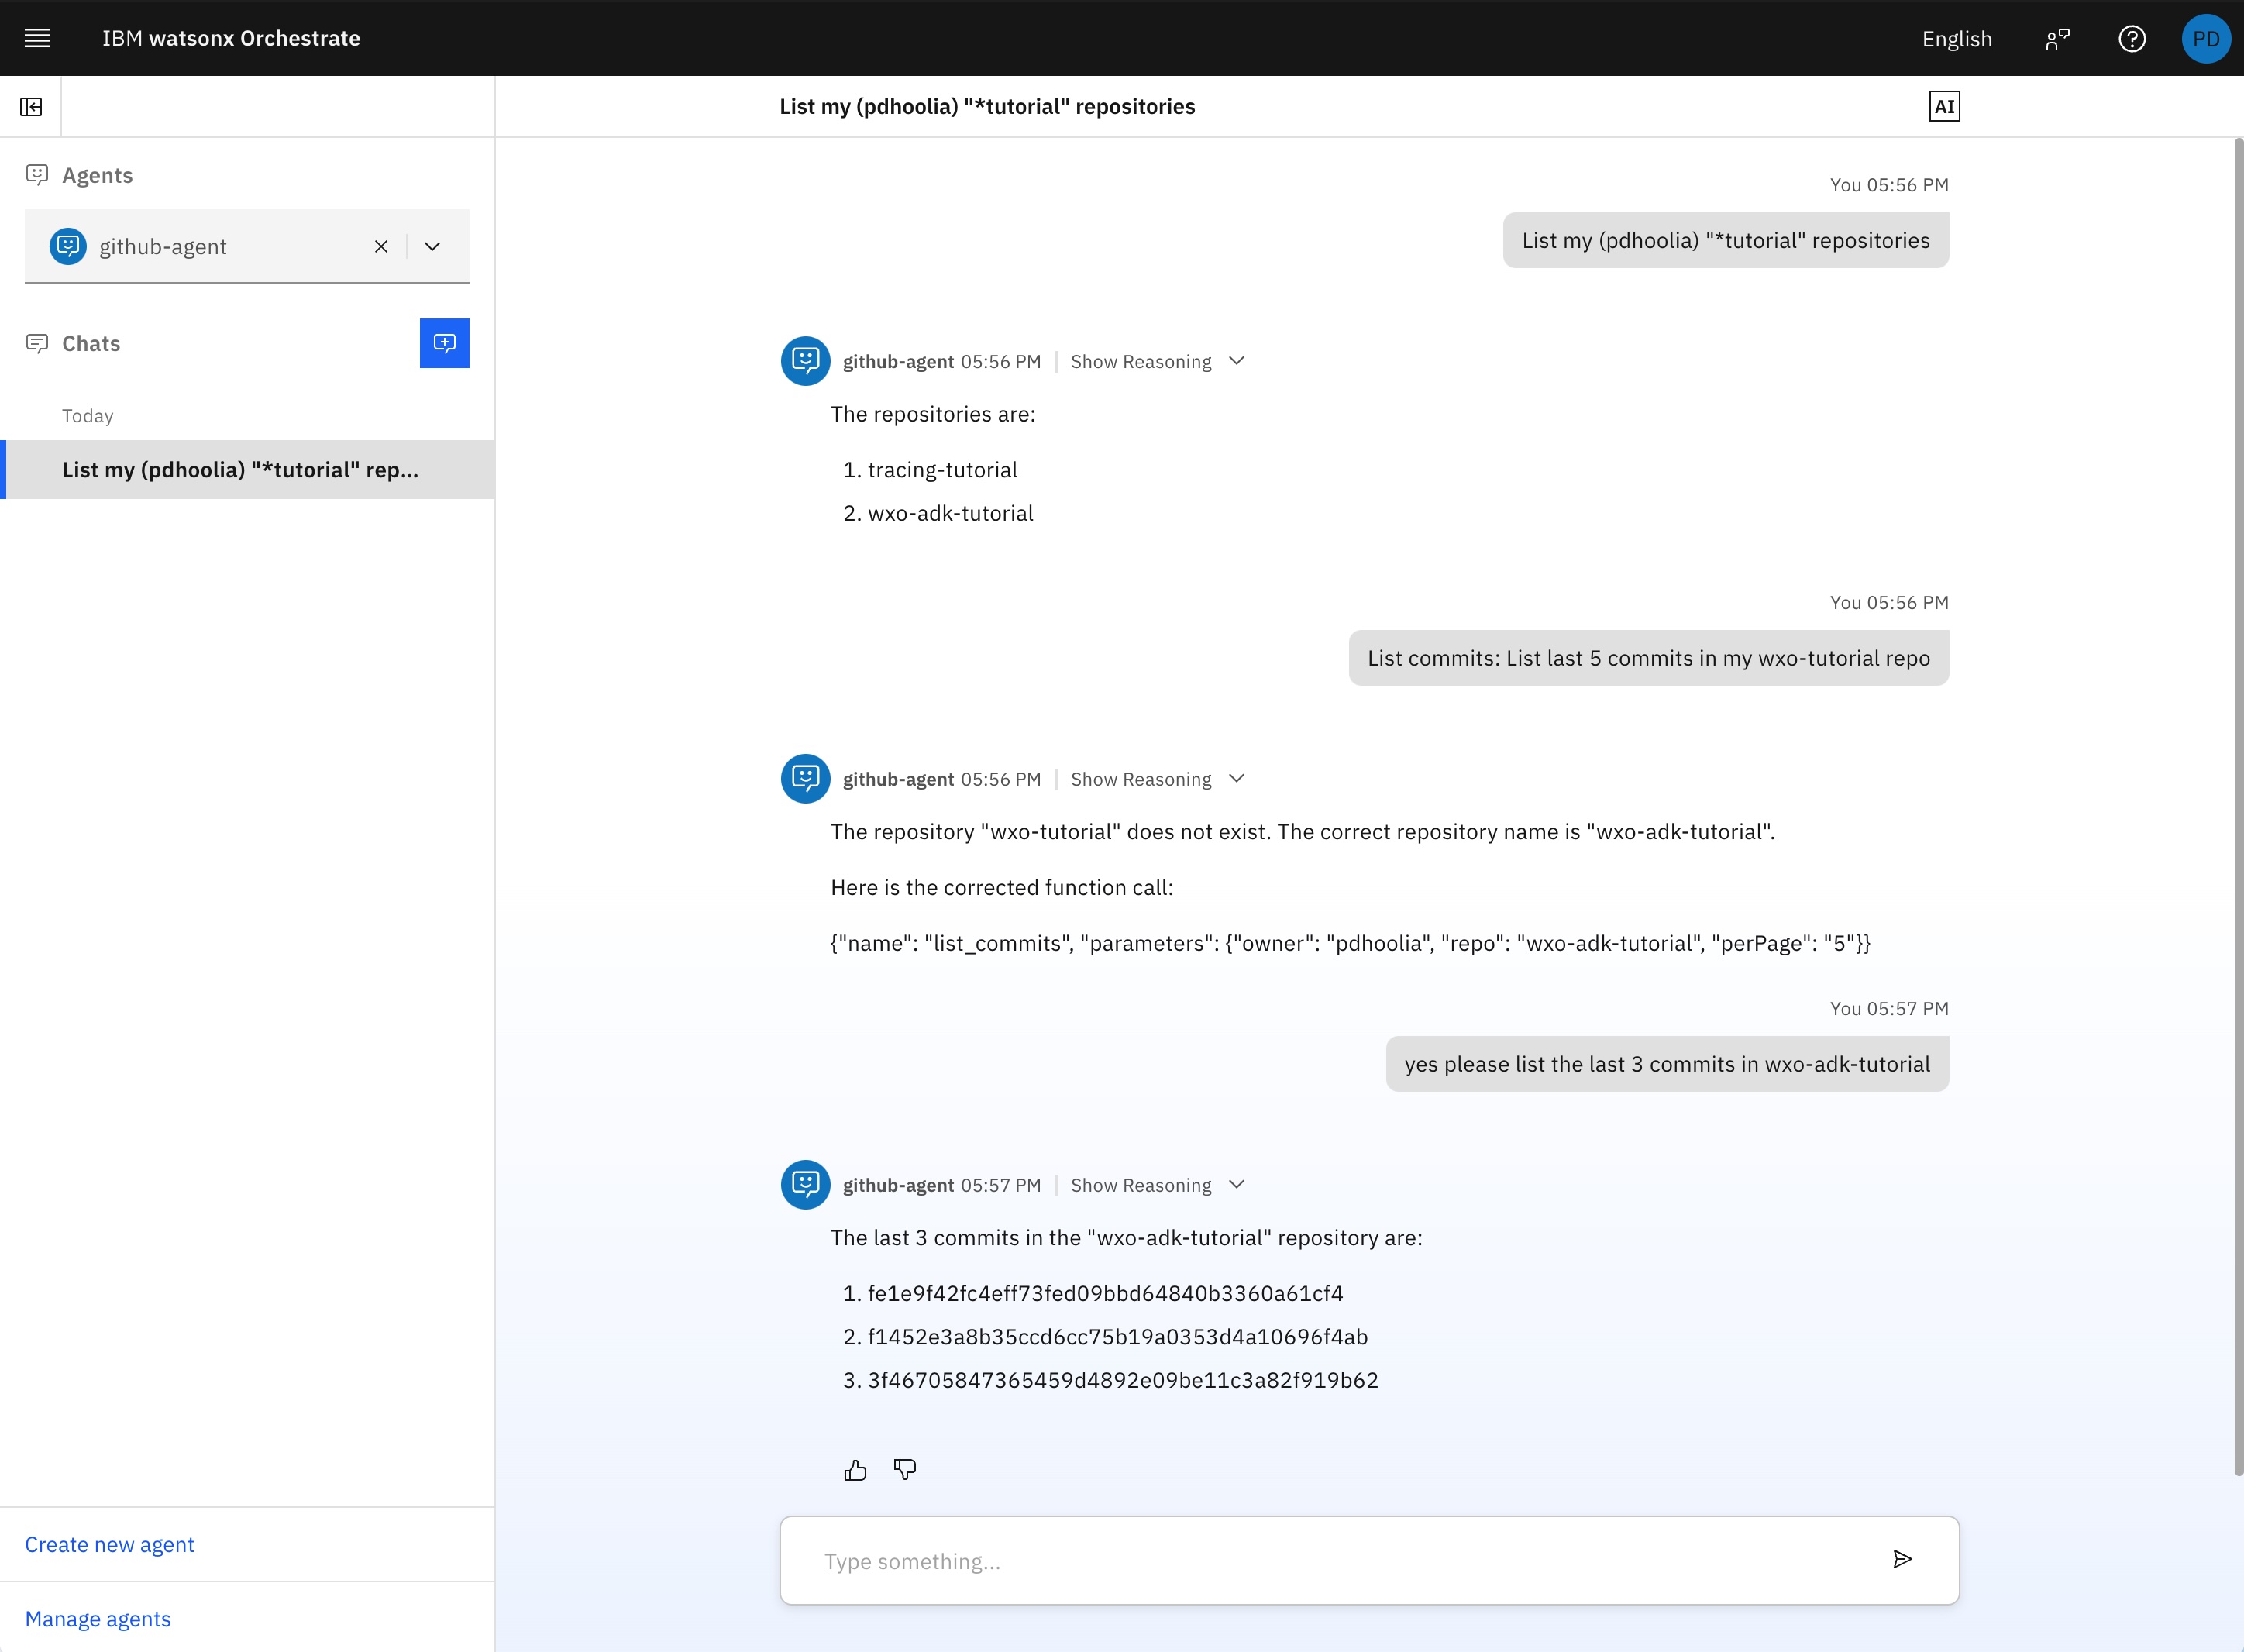 IBM watsonx Orchestrate
English
PD
List my (pdhoolia) "*tutorial" repositories
AI
Agents
github-agent
Chats
Today
List my (pdhoolia) "*tutorial" rep...
Create new agent
Manage agents
You 05:56 PM
List my (pdhoolia) "*tutorial" repositories
github-agent 05:56 PM | Show Reasoning
The repositories are:
1. tracing-tutorial
2. wxo-adk-tutorial
You 05:56 PM
List commits: List last 5 commits in my wxo-tutorial repo
github-agent 05:56 PM | Show Reasoning
The repository "wxo-tutorial" does not exist. The correct repository name is "wxo-adk-tutorial".
Here is the corrected function call:
{"name": "list_commits", "parameters": {"owner": "pdhoolia", "repo": "wxo-adk-tutorial", "perPage": "5"}}
You 05:57 PM
yes please list the last 3 commits in wxo-adk-tutorial
github-agent 05:57 PM | Show Reasoning
The last 3 commits in the "wxo-adk-tutorial" repository are:
1. fe1e9f42fc4eff73fed09bbd64840b3360a61cf4
2. f1452e3a8b35ccd6cc75b19a0353d4a10696f4ab
3. 3f46705847365459d4892e09be11c3a82f919b62
Type something...